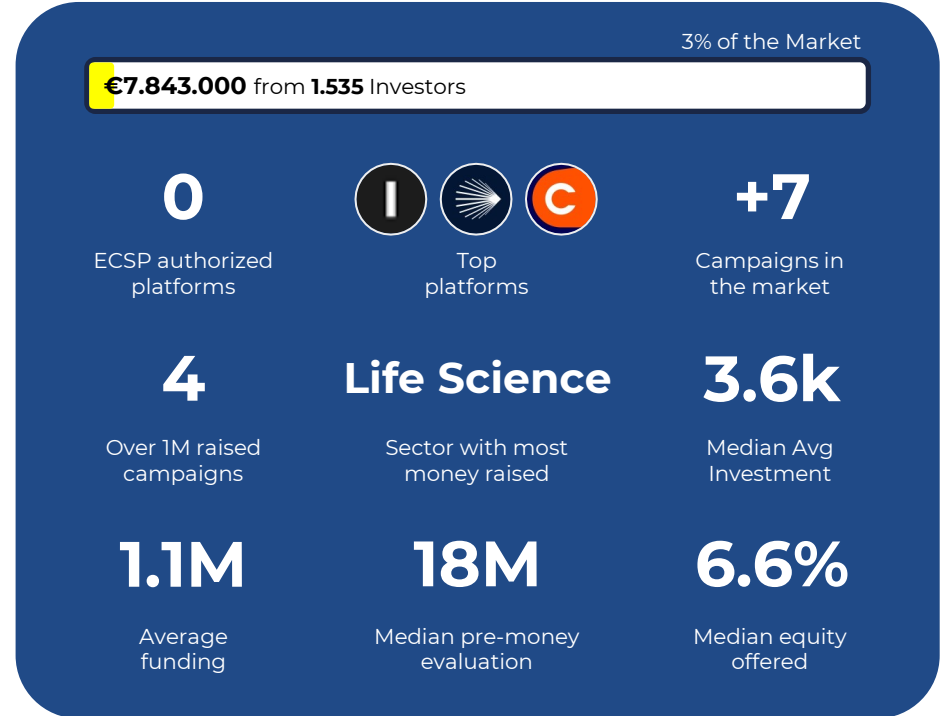 3% of the Market
€7.843.000 from 1.535 Investors
0
I
C
+7
ECSP authorized
platforms
Top
platforms
Campaigns in
the market
4
Life Science
3.6k
Over 1M raised
campaigns
Sector with most
money raised
Median Avg
Investment
1.1M
18M
6.6%
Average
funding
Median pre-money
evaluation
Median equity
offered